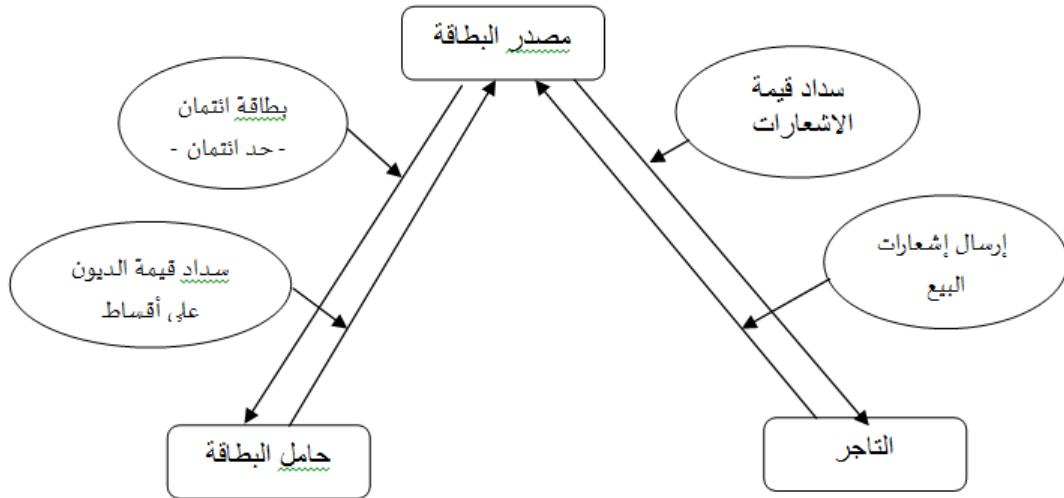 مصدر البطاقة
سداد قيمة
الاشعارات
بطاقة ائتمان
- حد ائتمان -
إرسال إشعارات
البيع
سداد قيمة الديون
على أقساط
التاجر
حامل البطاقة